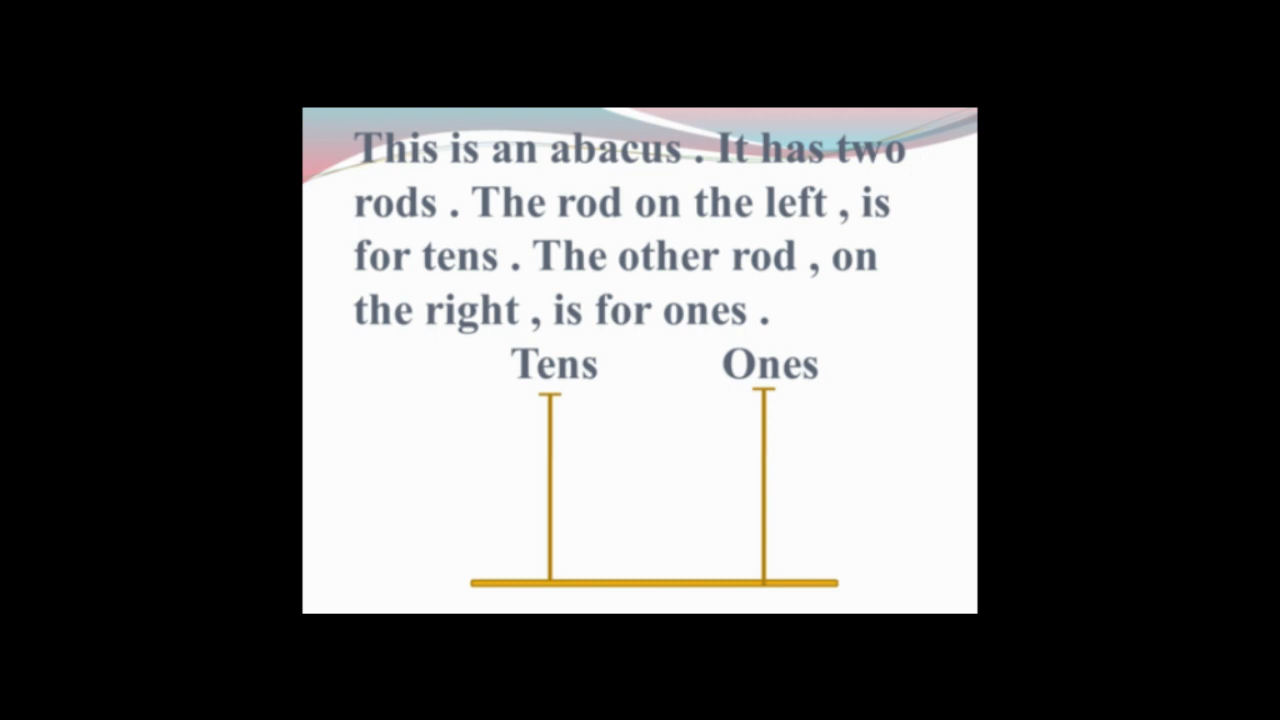 This is an abacus . It has two
rods . The rod on the left , is
for tens . The other rod , on
the right , is for ones .
Tens Ones